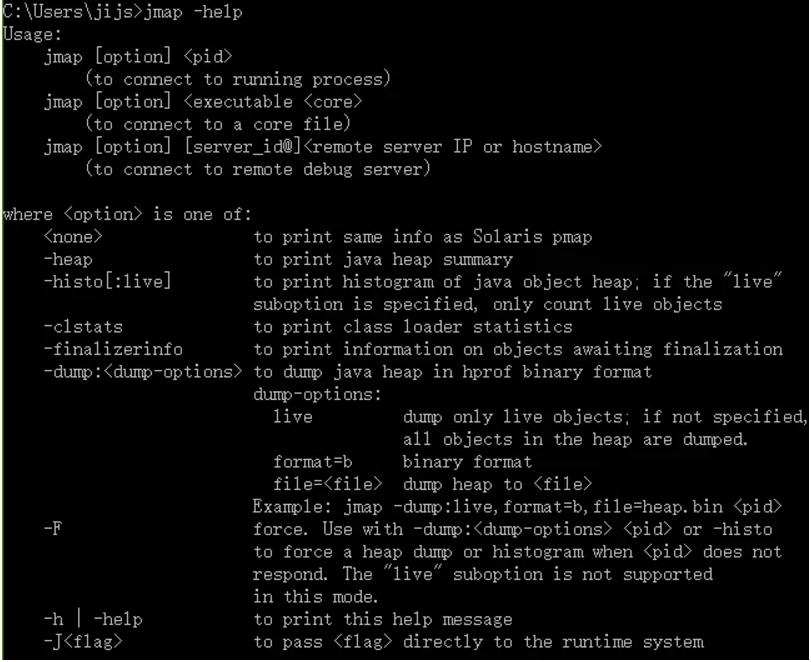 C:\Users\jijs>jmap -help
Usage:
    jmap [option] <pid>
        (to connect to running process)
    jmap [option] <executable <core>
        (to connect to a core file)
    jmap [option] [server_id@]<remote server IP or hostname>
        (to connect to remote debug server)

where <option> is one of:
    <none>               to print same info as Solaris pmap
    -heap                to print java heap summary
    -histo[:live]        to print histogram of java object heap; if the "live"
                         suboption is specified, only count live objects
    -clstats             to print class loader statistics
    -finalizerinfo       to print information on objects awaiting finalization
    -dump:<dump-options> to dump java heap in hprof binary format
                         dump-options:
                           live         dump only live objects; if not specified,
                                        all objects in the heap are dumped.
                           format=b     binary format
                           file=<file>  dump heap to <file>
                         Example: jmap -dump:live,format=b,file=heap.bin <pid>
    -F                   force. Use with -dump:<dump-options> <pid> or -histo
                         to force a heap dump or histogram when <pid> does not
                         respond. The "live" suboption is not supported
                         in this mode.
    -h | -help           to print this help message
    -J<flag>             to pass <flag> directly to the runtime system